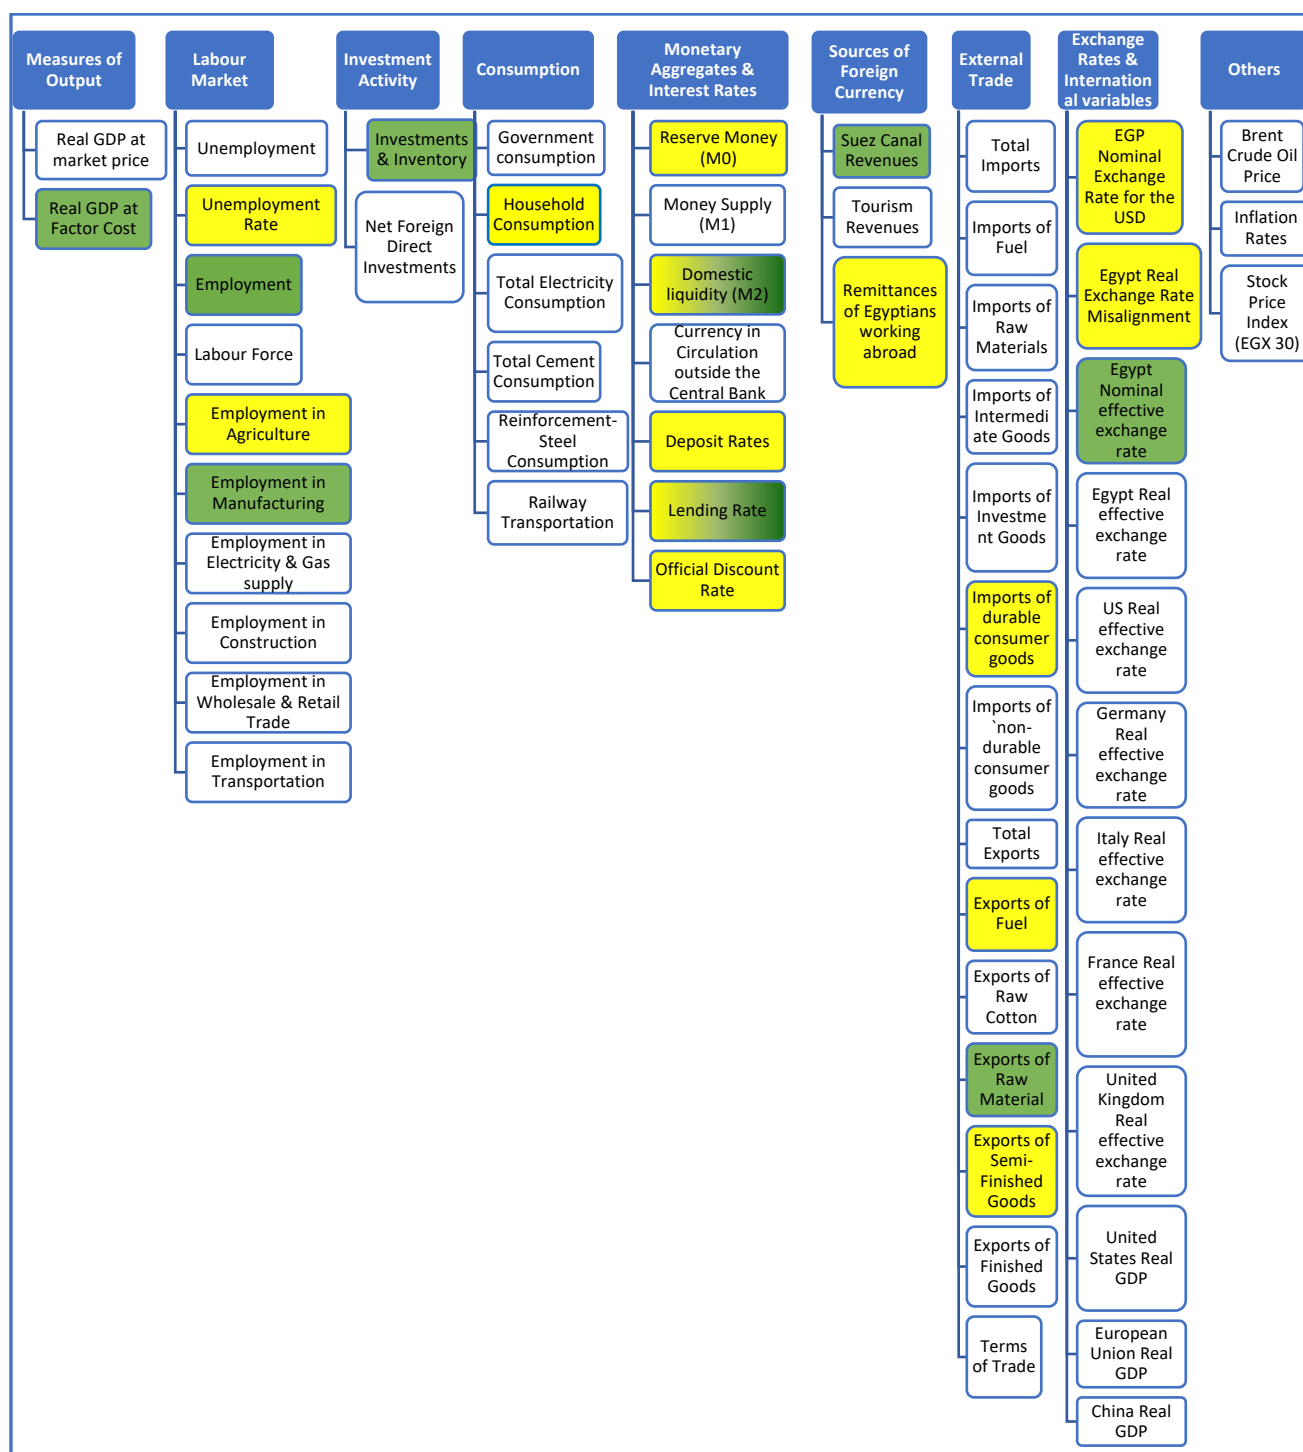 Measures of
Output
Real GDP at
market price
Real GDP at
Factor Cost
Labour
Market
Unemployment
Unemployment
Rate
Employment
Labour Force
Employment in
Agriculture
Employment in
Manufacturing
Employment in
Electricity & Gas
supply
Employment in
Construction
Employment in
Wholesale & Retail
Trade
Employment in
Transportation
Investment
Activity
Investments
& Inventory
Net Foreign
Direct
Investments
Consumption
Government
consumption
Household
Consumption
Total Electricity
Consumption
Total Cement
Consumption
Reinforcement-
Steel
Consumption
Railway
Transportation
Monetary
Aggregates &
Interest Rates
Reserve Money
(M0)
Money Supply
(M1)
Domestic
liquidity (M2)
Currency in
Circulation
outside the
Central Bank
Deposit Rates
Lending Rate
Official Discount
Rate
Sources of
Foreign
Currency
Suez Canal
Revenues
Tourism
Revenues
Remittances
of Egyptians
working
abroad
External
Trade
Total
Imports
Imports of
Fuel
Imports of
Raw
Materials
Imports of
Intermedi
ate Goods
Imports of
Investme
nt Goods
Imports of
durable
consumer
goods
Imports of
`non-
durable
consumer
goods
Total
Exports
Exports of
Fuel
Exports of
Raw
Cotton
Exports of
Raw
Material
Exports of
Semi-
Finished
Goods
Exports of
Finished
Goods
Terms
of Trade
Exchange
Rates &
Internation
al variables
EGP
Nominal
Exchange
Rate for the
USD
Egypt Real
Exchange Rate
Misalignment
Egypt
Nominal
effective
exchange
rate
Egypt Real
effective
exchange
rate
US Real
effective
exchange
rate
Germany
Real
effective
exchange
rate
Italy Real
effective
exchange
rate
France Real
effective
exchange
rate
United
Kingdom
Real
effective
exchange
rate
United
States Real
GDP
European
Union Real
GDP
China Real
GDP
Others
Brent
Crude Oil
Price
Inflation
Rates
Stock
Price
Index
(EGX 30)